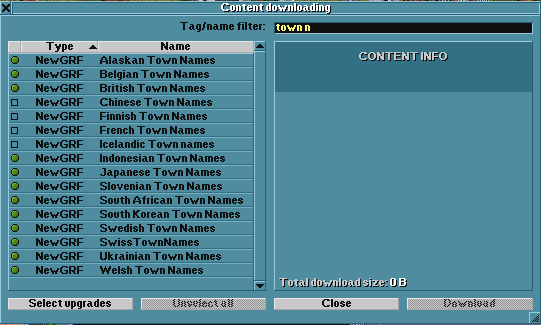 Content downloading
Tag/name filter: town n
Type Name
NewGRF Alaskan Town Names
NewGRF Belgian Town Names
NewGRF British Town Names
NewGRF Chinese Town Names
NewGRF Finnish Town Names
NewGRF French Town Names
NewGRF Icelandic Town names
NewGRF Indonesian Town Names
NewGRF Japanese Town Names
NewGRF Slovenian Town Names
NewGRF South African Town Names
NewGRF South Korean Town Names
NewGRF Swedish Town Names
NewGRF SwissTownNames
NewGRF Ukrainian Town Names
NewGRF Welsh Town Names
CONTENT INFO
Total download size: 0 B
Select upgrades Unselect all Close Download